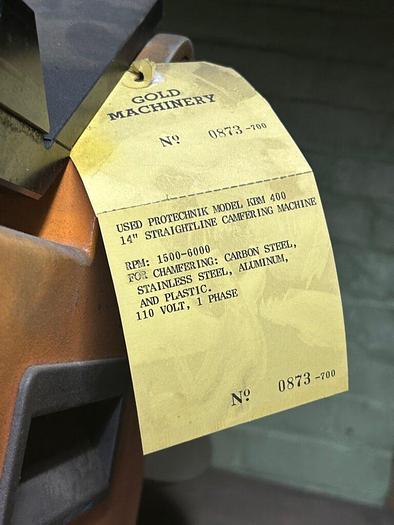 GOLD
MACHINERY
Nº 0873-700
USED PROTECHNIK MODEL KBM 400
14" STRAIGHTLINE CAMFERING MACHINE
RPM: 1500-6000
FOR CHAMFERING: CARBON STEEL,
STAINLESS STEEL, ALUMINUM,
AND PLASTIC.
110 VOLT, 1 PHASE
Nº 0873-700